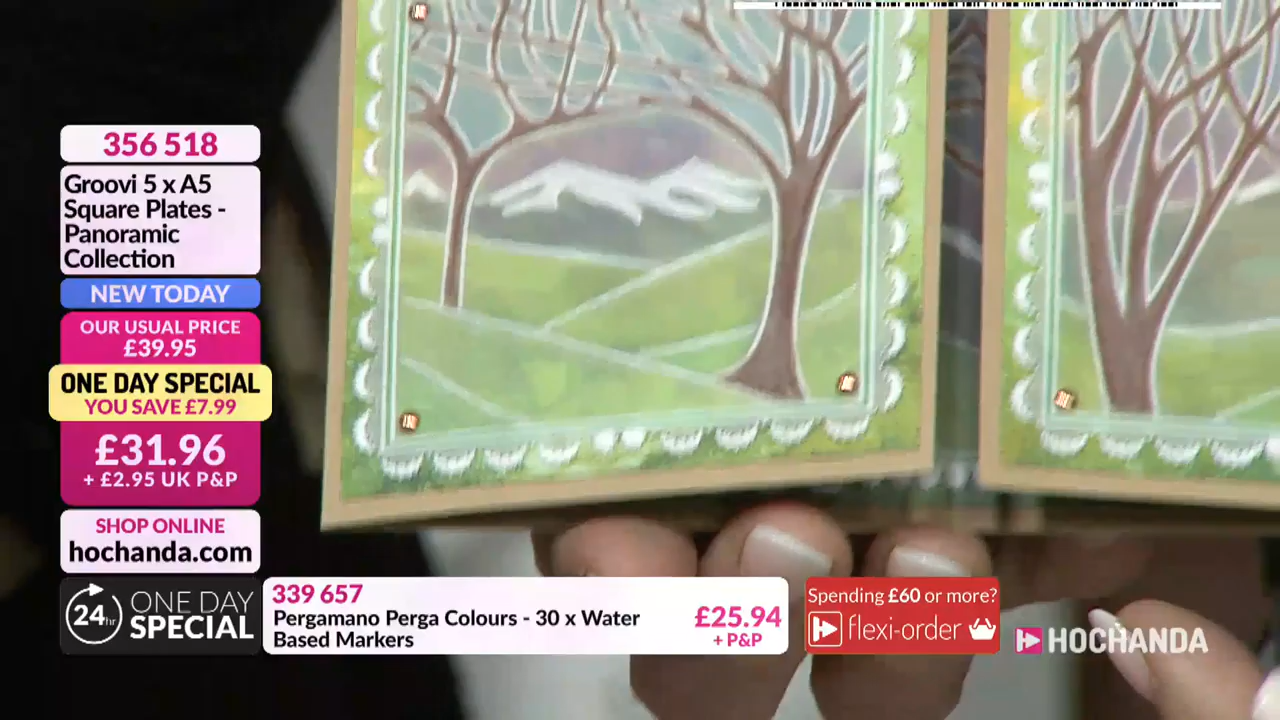 356 518
Groovi 5 x A5
Square Plates -
Panoramic
Collection
NEW TODAY
OUR USUAL PRICE
£39.95
ONE DAY SPECIAL
YOU SAVE £7.99
£31.96
+ £2.95 UK P&P
SHOP ONLINE
hochanda.com
24hr
ONE DAY
SPECIAL
339 657
Pergamano Perga Colours - 30 x Water
Based Markers
£25.94
+ P&P
Spending £60 or more?
flexi-order
HOCHANDA